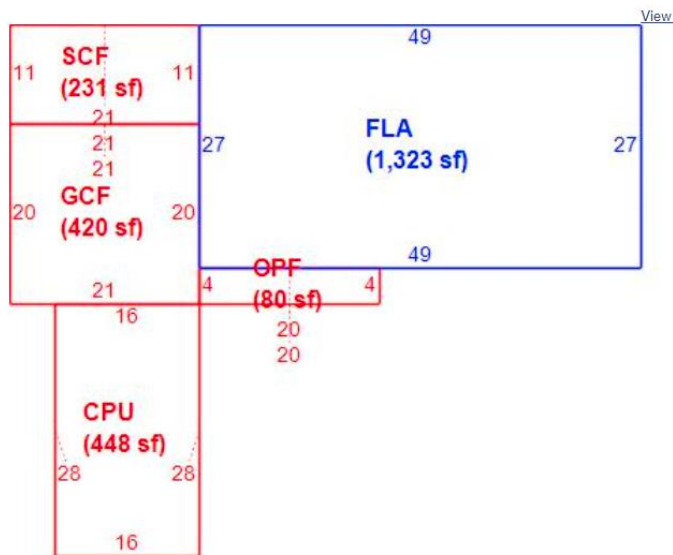 View
49
SCF
11
11
(231 sf)
21
FLA
27
27
(1,323 sf)
21
21
GCF
20
20
(420 sf)
49
OPF
4
4
21
(80 sf)
16
20
20
CPU
(448 sf)
28
28
16